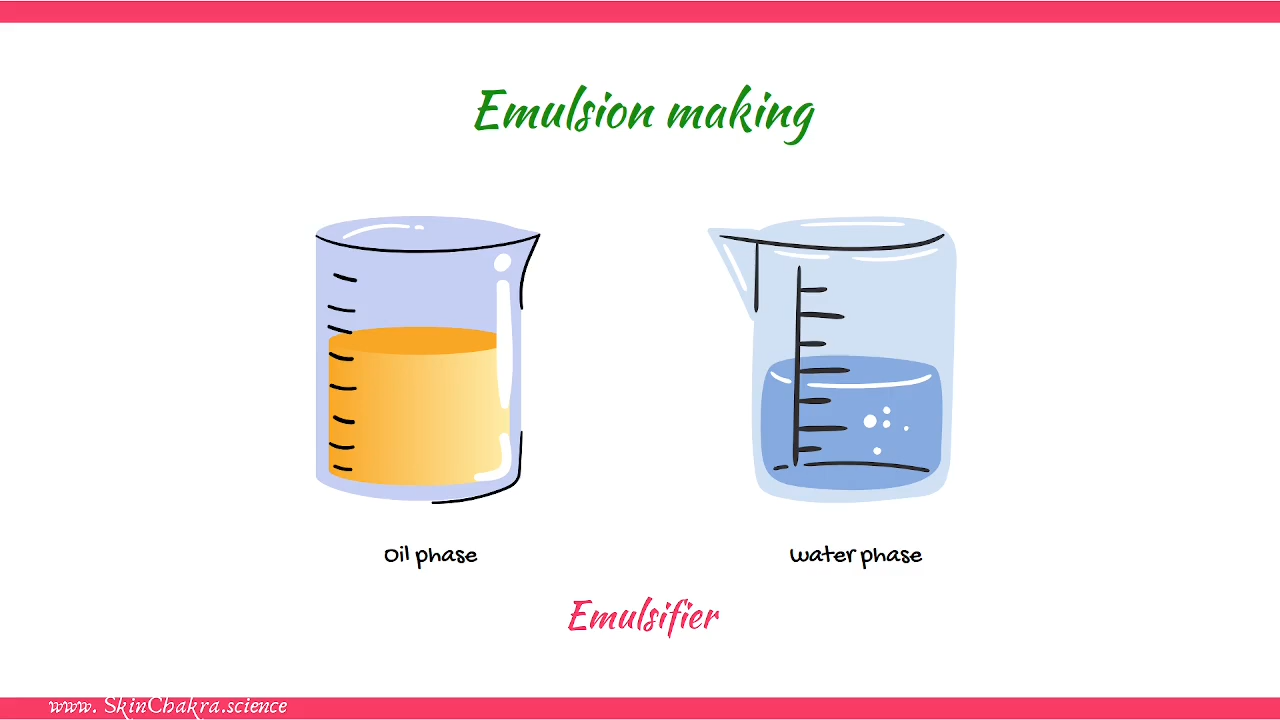 Emulsion making
Oil phase
Water phase
Emulsifier
www. SkinChakra.science